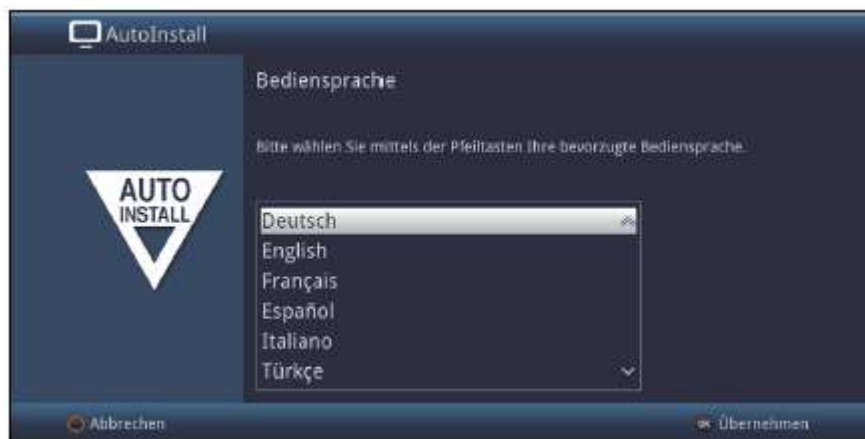 AutoInstall
Bediensprache
Bitte wählen Sie mittels der Pfeiltasten Ihre bevorzugte Bediensprache.
AUTO
INSTALL
Deutsch
English
Français
Español
Italiano
Türkçe
Abbrechen
OK Übernehmen